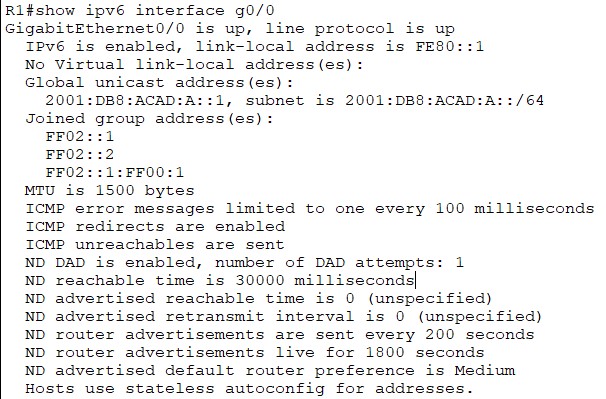 R1#show ipv6 interface g0/0
GigabitEthernet0/0 is up, line protocol is up
IPv6 is enabled, link-local address is FE80::1
No Virtual link-local address(es):
Global unicast address(es):
2001:DB8:ACAD:A::1, subnet is 2001:DB8:ACAD:A::/64
Joined group address(es):
FF02::1
FF02::2
FF02::1:FF00:1
MTU is 1500 bytes
ICMP error messages limited to one every 100 milliseconds
ICMP redirects are enabled
ICMP unreachables are sent
ND DAD is enabled, number of DAD attempts: 1
ND reachable time is 30000 milliseconds
ND advertised reachable time is 0 (unspecified)
ND advertised retransmit interval is 0 (unspecified)
ND router advertisements are sent every 200 seconds
ND router advertisements live for 1800 seconds
ND advertised default router preference is Medium
Hosts use stateless autoconfig for addresses.